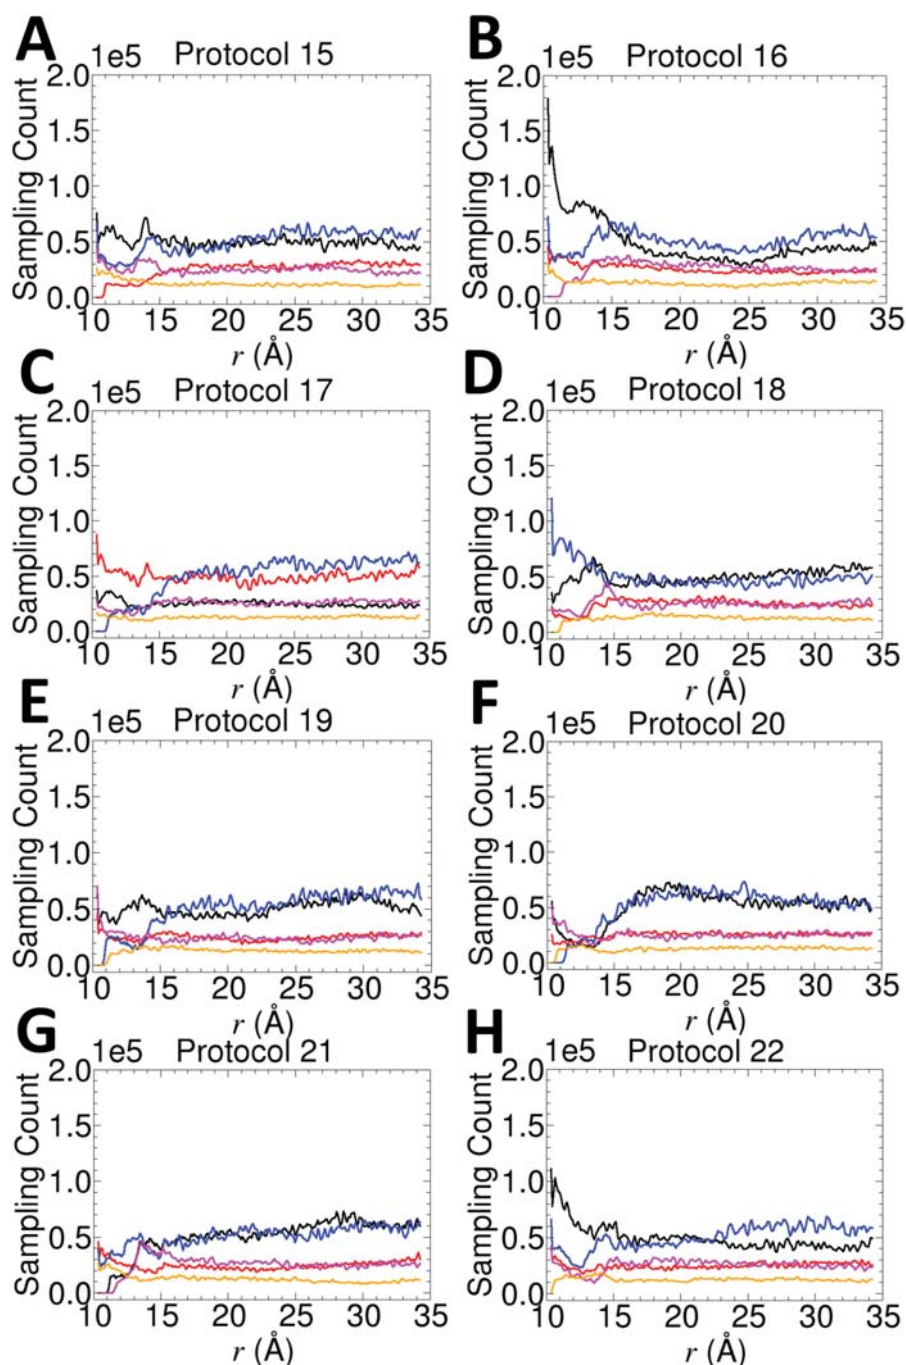 A
1e5 Protocol 15
Sampling Count
2.0
1.5
1.0
0.5
0.0
10 15 20 25 30 35
r (Å)
B
1e5 Protocol 16
Sampling Count
2.0
1.5
1.0
0.5
0.0
10 15 20 25 30 35
r (Å)
C
1e5 Protocol 17
Sampling Count
2.0
1.5
1.0
0.5
0.0
10 15 20 25 30 35
r (Å)
D
1e5 Protocol 18
Sampling Count
2.0
1.5
1.0
0.5
0.0
10 15 20 25 30 35
r (Å)
E
1e5 Protocol 19
Sampling Count
2.0
1.5
1.0
0.5
0.0
10 15 20 25 30 35
r (Å)
F
1e5 Protocol 20
Sampling Count
2.0
1.5
1.0
0.5
0.0
10 15 20 25 30 35
r (Å)
G
1e5 Protocol 21
Sampling Count
2.0
1.5
1.0
0.5
0.0
10 15 20 25 30 35
r (Å)
H
1e5 Protocol 22
Sampling Count
2.0
1.5
1.0
0.5
0.0
10 15 20 25 30 35
r (Å)